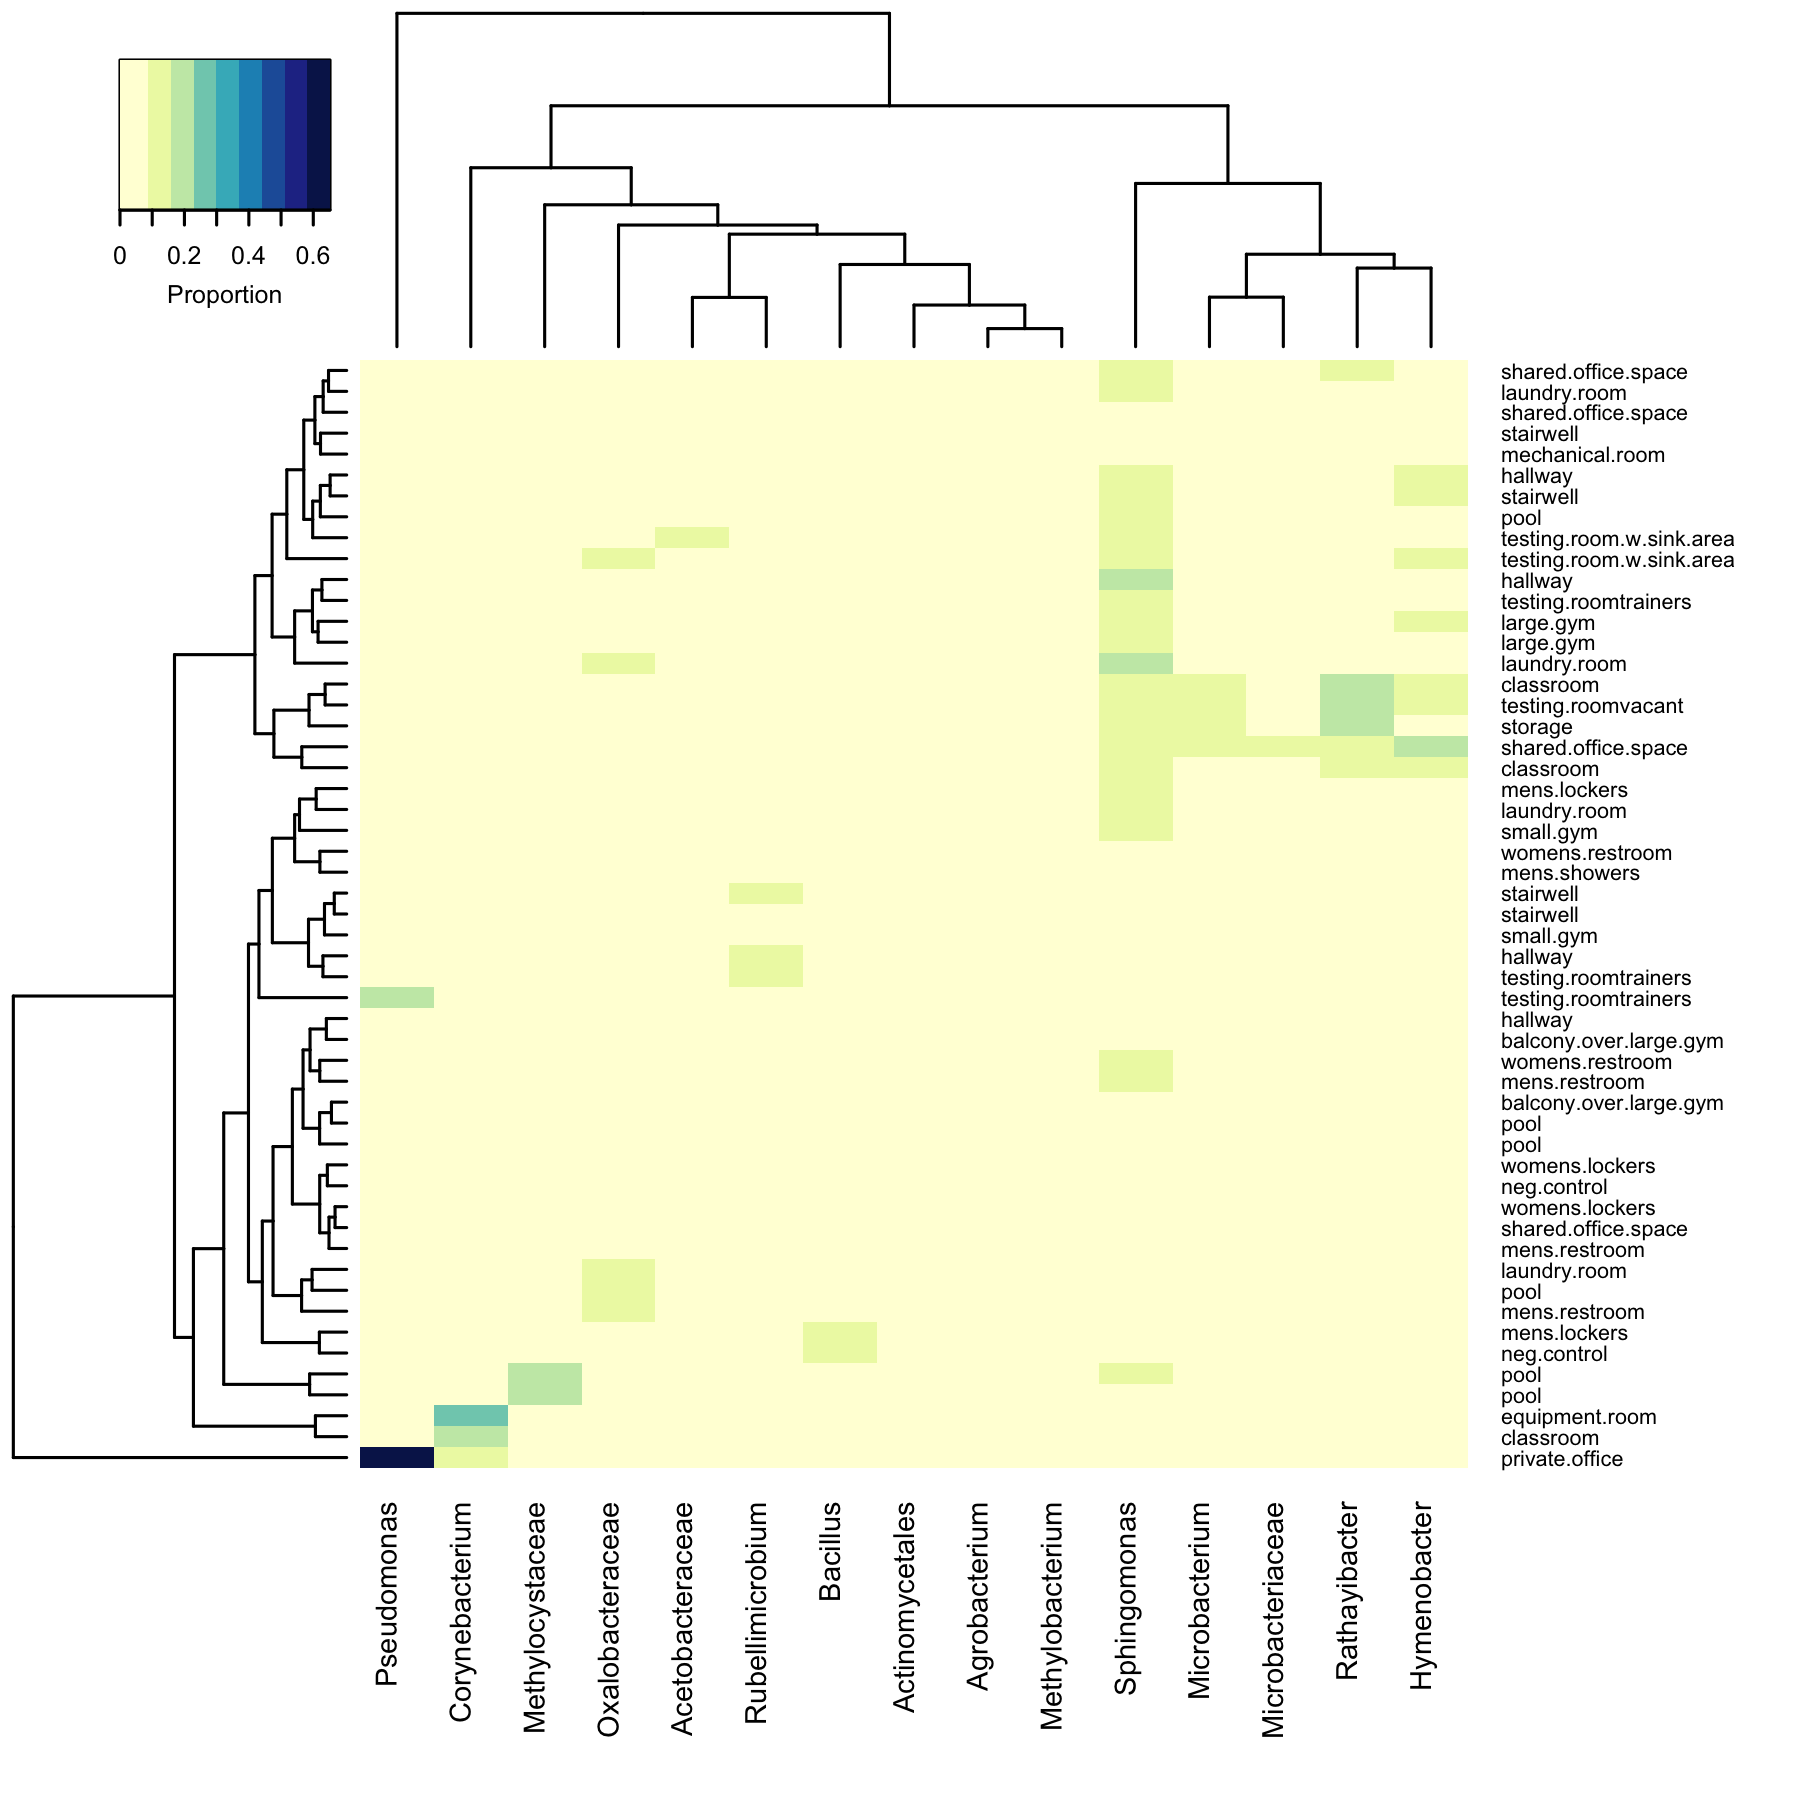 0 0.2 0.4 0.6
Proportion
shared.office.space
laundry.room
shared.office.space
stairwell
mechanical.room
hallway
stairwell
pool
testing.room.w.sink.area
testing.room.w.sink.area
hallway
testing.roomtrainers
large.gym
large.gym
laundry.room
classroom
testing.roomvacant
storage
shared.office.space
classroom
mens.lockers
laundry.room
small.gym
womens.restroom
mens.showers
stairwell
stairwell
small.gym
hallway
testing.roomtrainers
testing.roomtrainers
hallway
balcony.over.large.gym
womens.restroom
mens.restroom
balcony.over.large.gym
pool
pool
womens.lockers
neg.control
womens.lockers
shared.office.space
mens.restroom
laundry.room
pool
mens.restroom
mens.lockers
neg.control
pool
pool
equipment.room
classroom
private.office
Pseudomonas
Corynebacterium
Methylocystaceae
Oxalobacteraceae
Acetobacteraceae
Rubellimicrobium
Bacillus
Actinomycetales
Agrobacterium
Methylobacterium
Sphingomonas
Microbacterium
Microbacteriaceae
Rathayibacter
Hymenobacter